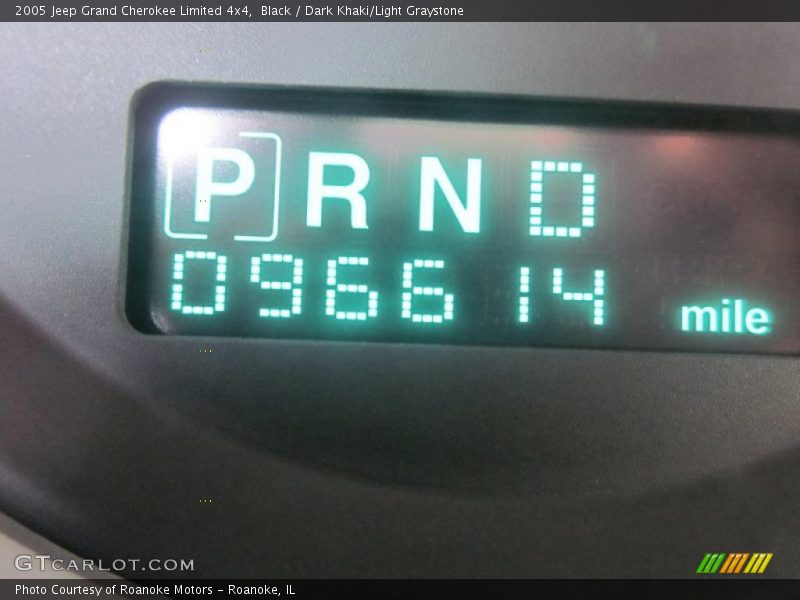 2005 Jeep Grand Cherokee Limited 4x4, Black / Dark Khaki/Light Graystone
P R N D
096614 mile
GTCARLOT.COM
Photo Courtesy of Roanoke Motors - Roanoke, IL